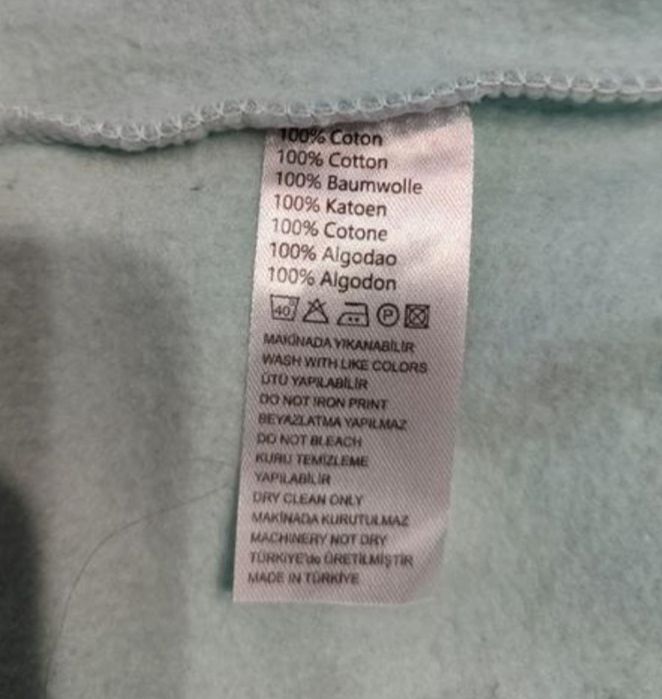 100% Coton
100% Cotton
100% Baumwolle
100% Katoen
100% Cotone
100% Algodao
100% Algodon
40 P
MAKİNADA YIKANABİLİR
WASH WITH LIKE COLORS
ÜTÜ YAPILABİLİR
DO NOT IRON PRINT
BEYAZLATMA YAPILMAZ
DO NOT BLEACH
KURU TEMİZLEME
YAPILABİLİR
DRY CLEAN ONLY
MAKİNADA KURUTULMAZ
MACHINERY NOT DRY
TÜRKİYE'de ÜRETİLMİŞTİR
MADE IN TÜRKİYE